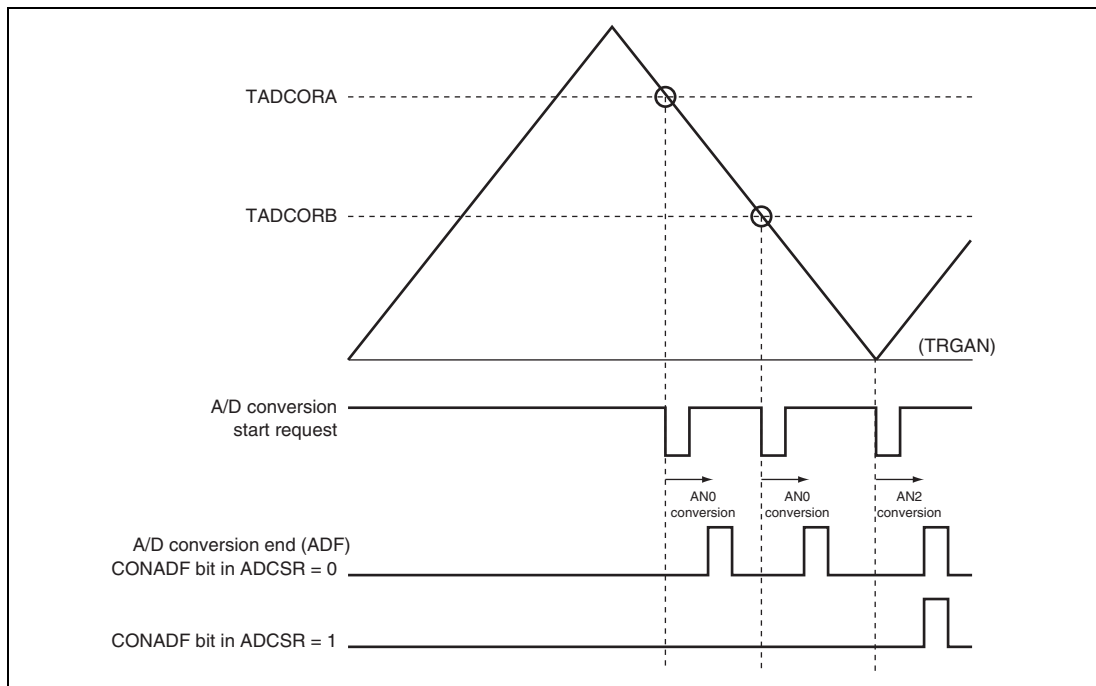 TADCORA
TADCORB
(TRGAN)
A/D conversion
start request
AN0
conversion
AN0
conversion
AN2
conversion
A/D conversion end (ADF)
CONADF bit in ADCSR = 0
CONADF bit in ADCSR = 1